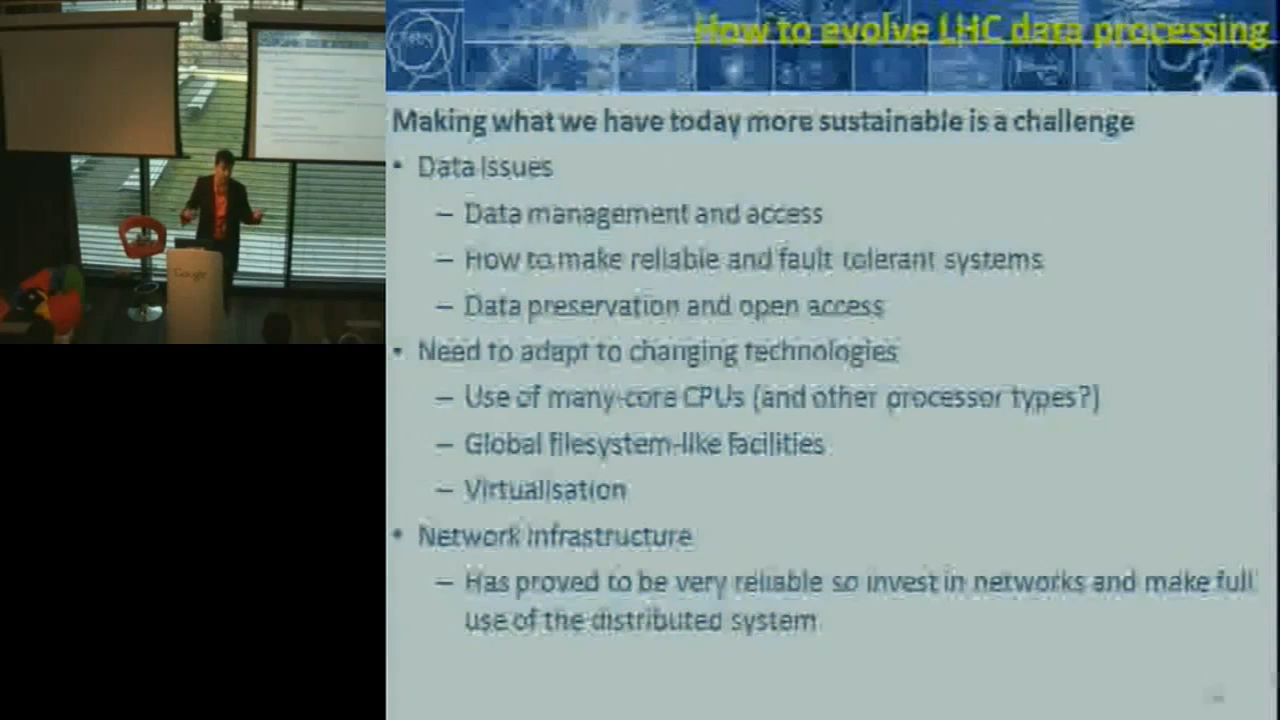 How to evolve LHC data processing
Making what we have today more sustainable is a challenge
• Data Issues
– Data management and access
– How to make reliable and fault tolerant systems
– Data preservation and open access
• Need to adapt to changing technologies
– Use of many-core CPUs (and other processor types?)
– Global filesystem-like facilities
– Virtualisation
• Network infrastructure
– Has proved to be very reliable so invest in networks and make full
use of the distributed system
Google